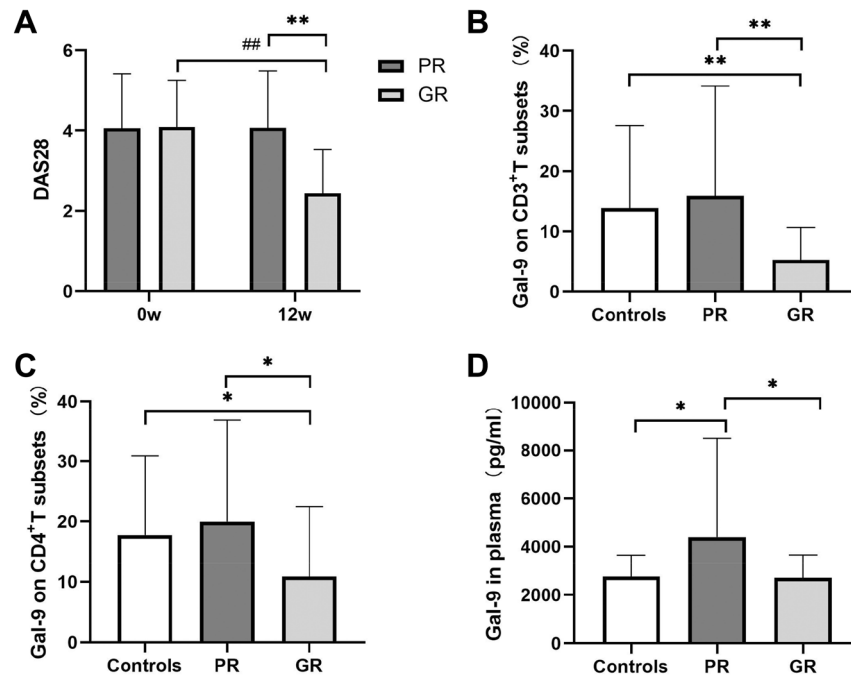 A
DAS28
6
4
2
0
##
**
0w
12w
PR
GR
B
Gal-9 on CD3+T subsets (%)
40
30
20
10
0
**
**
Controls PR GR
C
Gal-9 on CD4+T subsets (%)
40
30
20
10
0
*
*
Controls PR GR
D
Gal-9 in plasma (pg/ml)
10000
8000
6000
4000
2000
0
*
*
Controls PR GR